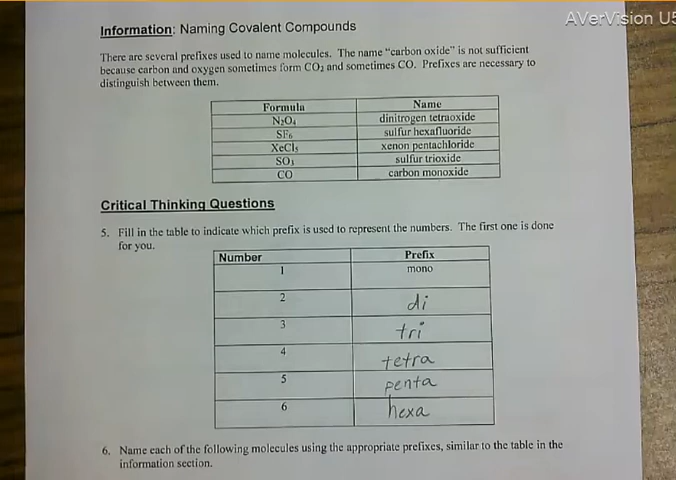 AVerVision U5
Information: Naming Covalent Compounds
There are several prefixes used to name molecules. The name "carbon oxide" is not sufficient
because carbon and oxygen sometimes form CO₂ and sometimes CO. Prefixes are necessary to
distinguish between them.
Formula Name
N₂O₄ dinitrogen tetraoxide
SF₆ sulfur hexafluoride
XeCl₅ xenon pentachloride
SO₃ sulfur trioxide
CO carbon monoxide
Critical Thinking Questions
5. Fill in the table to indicate which prefix is used to represent the numbers. The first one is done
for you.
Number Prefix
1 mono
2 di
3 tri
4 tetra
5 penta
6 hexa
6. Name each of the following molecules using the appropriate prefixes, similar to the table in the
information section.